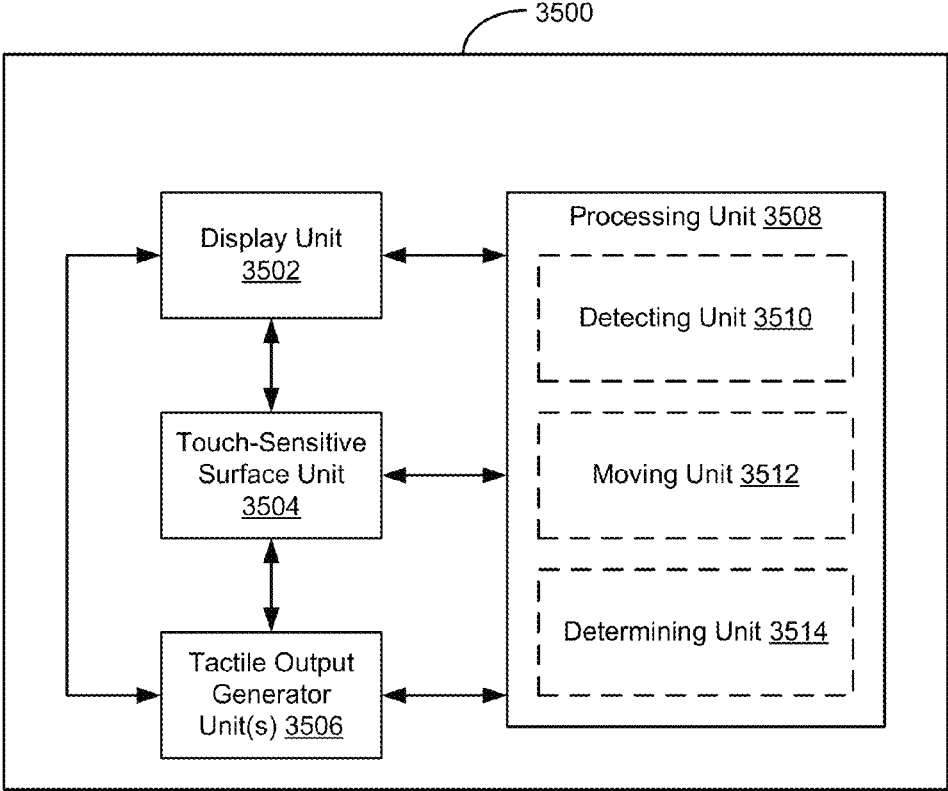 3500
Display Unit
3502
Touch-Sensitive
Surface Unit
3504
Tactile Output
Generator
Unit(s) 3506
Processing Unit 3508
Detecting Unit 3510
Moving Unit 3512
Determining Unit 3514